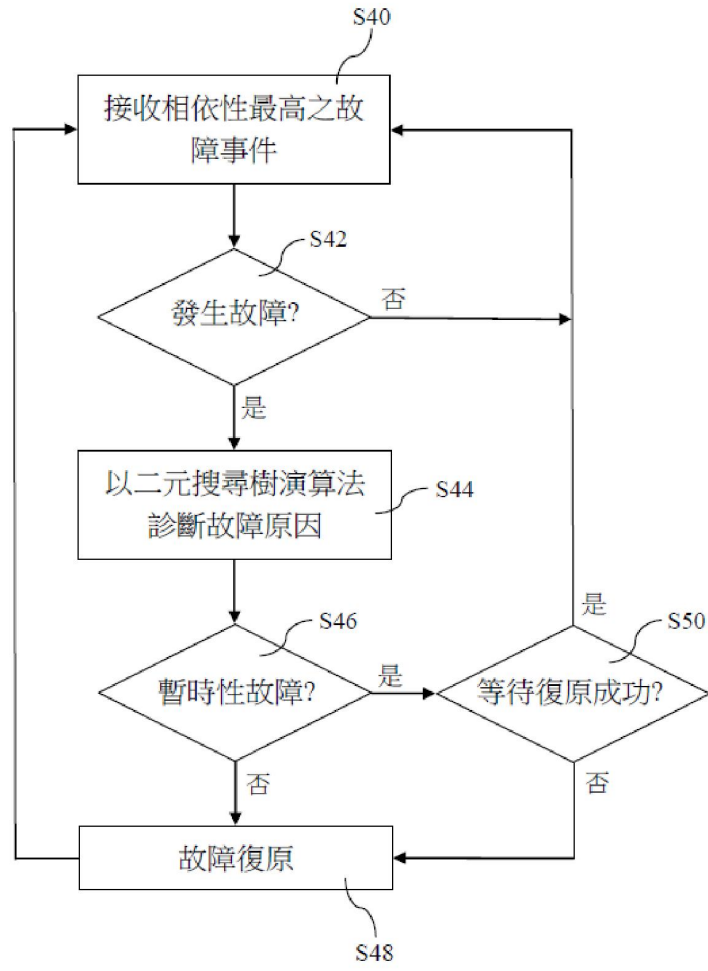 S40
接收相依性最高之故
障事件
S42
發生故障?
否
是
以二元搜尋樹演算法
診斷故障原因
S44
S46
暫時性故障?
是
否
是
S50
等待復原成功?
否
故障復原
S48